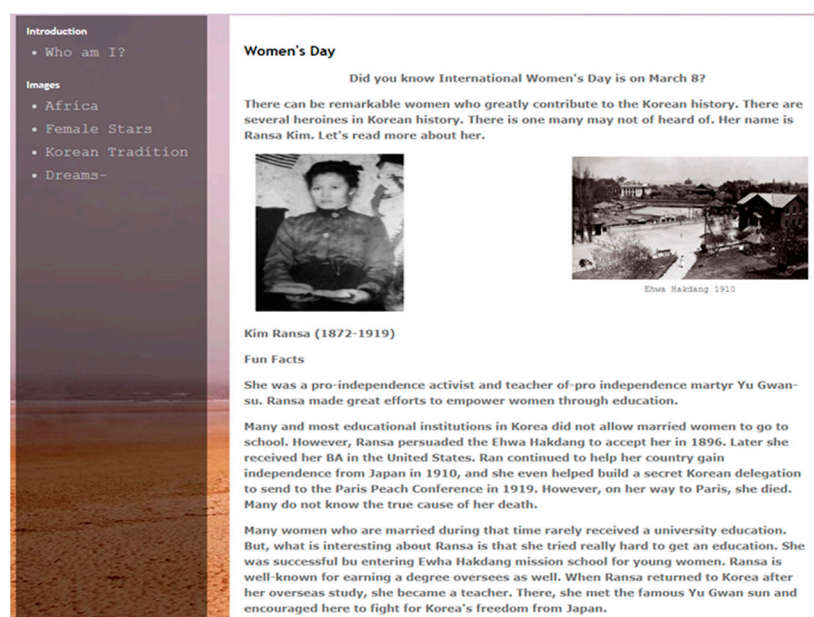 Introduction
• Who am I?
Images
• Africa
• Female Stars
• Korean Tradition
• Dreams-
Women's Day
Did you know International Women's Day is on March 8?
There can be remarkable women who greatly contribute to the Korean history. There are
several heroines in Korean history. There is one many may not of heard of. Her name is
Ransa Kim. Let's read more about her.
Ehwa Hakdang 1910
Kim Ransa (1872-1919)
Fun Facts
She was a pro-independence activist and teacher of-pro independence martyr Yu Gwan-
su. Ransa made great efforts to empower women through education.
Many and most educational institutions in Korea did not allow married women to go to
school. However, Ransa persuaded the Ehwa Hakdang to accept her in 1896. Later she
received her BA in the United States. Ran continued to help her country gain
independence from Japan in 1910, and she even helped build a secret Korean delegation
to send to the Paris Peach Conference in 1919. However, on her way to Paris, she died.
Many do not know the true cause of her death.
Many women who are married during that time rarely received a university education.
But, what is interesting about Ransa is that she tried really hard to get an education. She
was successful bu entering Ewha Hakdang mission school for young women. Ransa is
well-known for earning a degree oversees as well. When Ransa returned to Korea after
her overseas study, she became a teacher. There, she met the famous Yu Gwan sun and
encouraged here to fight for Korea's freedom from Japan.